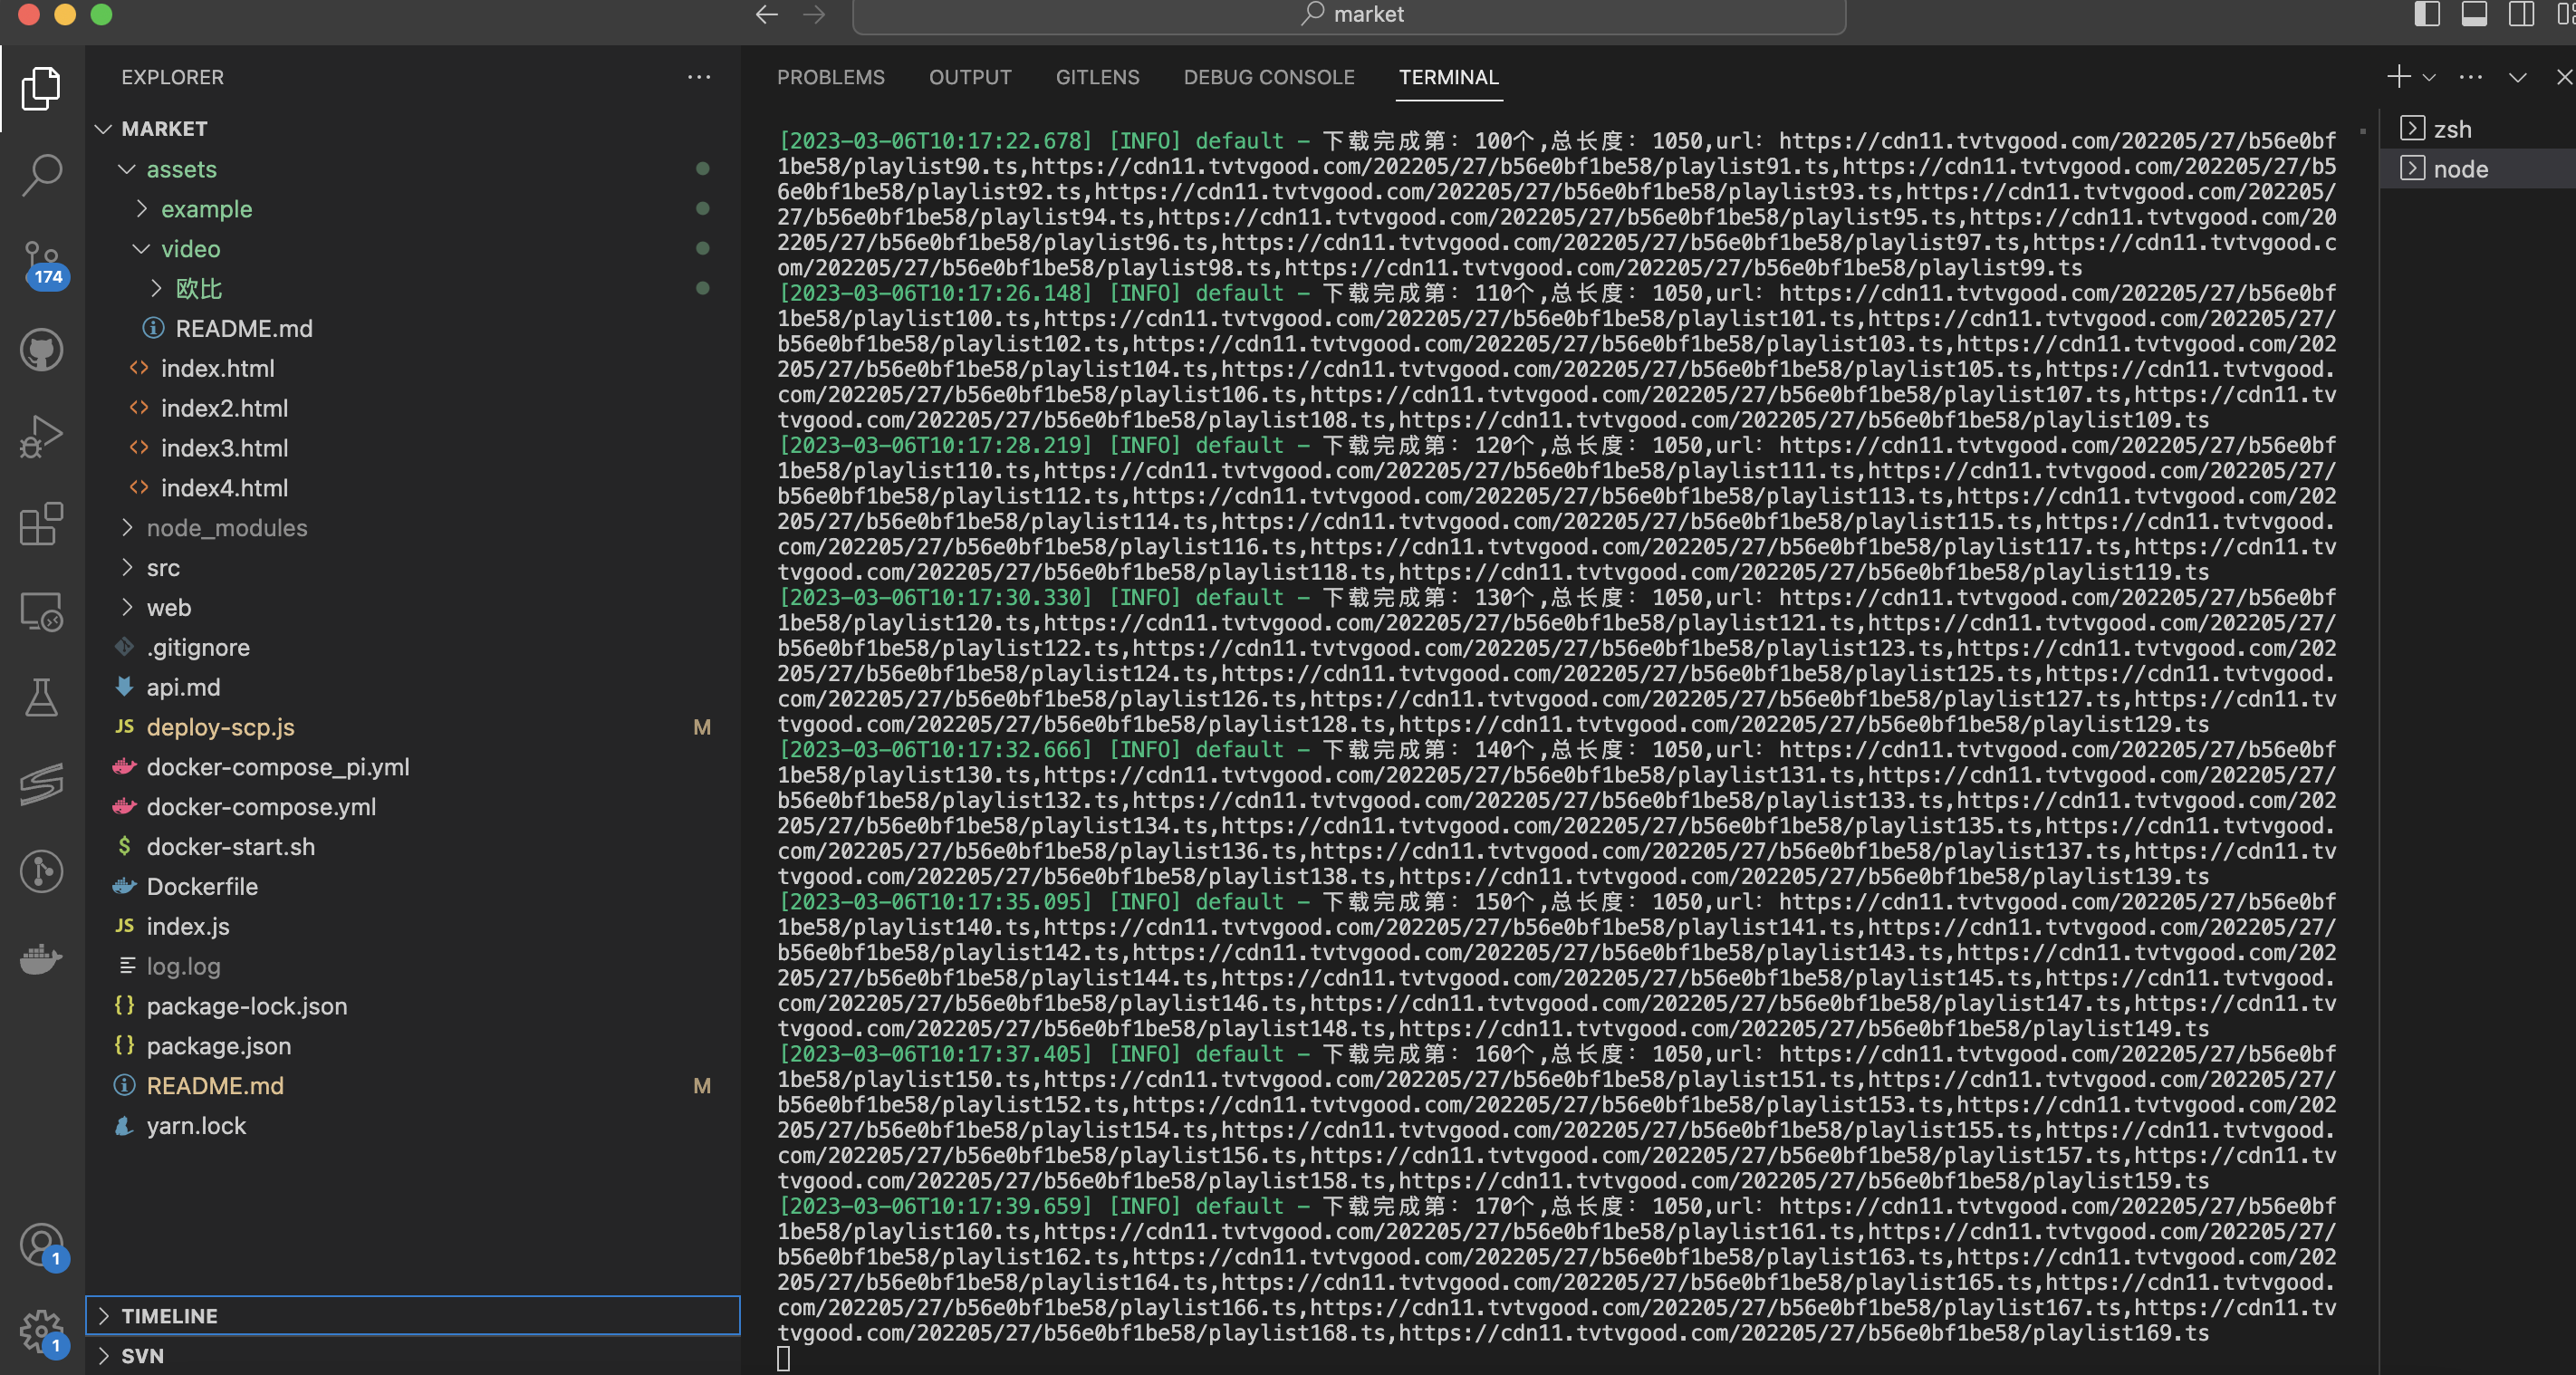 market
EXPLORER
MARKET
assets
example
video
欧比
README.md
index.html
index2.html
index3.html
index4.html
node_modules
src
web
.gitignore
api.md
deploy-scp.js M
docker-compose_pi.yml
docker-compose.yml
docker-start.sh
Dockerfile
index.js
log.log
package-lock.json
package.json
README.md M
yarn.lock
TIMELINE
SVN
174
1
1
PROBLEMS OUTPUT GITLENS DEBUG CONSOLE TERMINAL
[2023-03-06T10:17:22.678] [INFO] default - 下载完成第: 100个,总长度: 1050,url: https://cdn11.tvtvgood.com/202205/27/b56e0bf
1be58/playlist90.ts,https://cdn11.tvtvgood.com/202205/27/b56e0bf1be58/playlist91.ts,https://cdn11.tvtvgood.com/202205/27/b5
6e0bf1be58/playlist92.ts,https://cdn11.tvtvgood.com/202205/27/b56e0bf1be58/playlist93.ts,https://cdn11.tvtvgood.com/202205/
27/b56e0bf1be58/playlist94.ts,https://cdn11.tvtvgood.com/202205/27/b56e0bf1be58/playlist95.ts,https://cdn11.tvtvgood.com/20
2205/27/b56e0bf1be58/playlist96.ts,https://cdn11.tvtvgood.com/202205/27/b56e0bf1be58/playlist97.ts,https://cdn11.tvtvgood.c
om/202205/27/b56e0bf1be58/playlist98.ts,https://cdn11.tvtvgood.com/202205/27/b56e0bf1be58/playlist99.ts
[2023-03-06T10:17:26.148] [INFO] default - 下载完成第: 110个,总长度: 1050,url: https://cdn11.tvtvgood.com/202205/27/b56e0bf
1be58/playlist100.ts,https://cdn11.tvtvgood.com/202205/27/b56e0bf1be58/playlist101.ts,https://cdn11.tvtvgood.com/202205/27/
b56e0bf1be58/playlist102.ts,https://cdn11.tvtvgood.com/202205/27/b56e0bf1be58/playlist103.ts,https://cdn11.tvtvgood.com/202
205/27/b56e0bf1be58/playlist104.ts,https://cdn11.tvtvgood.com/202205/27/b56e0bf1be58/playlist105.ts,https://cdn11.tvtvgood.
com/202205/27/b56e0bf1be58/playlist106.ts,https://cdn11.tvtvgood.com/202205/27/b56e0bf1be58/playlist107.ts,https://cdn11.tv
tvgood.com/202205/27/b56e0bf1be58/playlist108.ts,https://cdn11.tvtvgood.com/202205/27/b56e0bf1be58/playlist109.ts
[2023-03-06T10:17:28.219] [INFO] default - 下载完成第: 120个,总长度: 1050,url: https://cdn11.tvtvgood.com/202205/27/b56e0bf
1be58/playlist110.ts,https://cdn11.tvtvgood.com/202205/27/b56e0bf1be58/playlist111.ts,https://cdn11.tvtvgood.com/202205/27/
b56e0bf1be58/playlist112.ts,https://cdn11.tvtvgood.com/202205/27/b56e0bf1be58/playlist113.ts,https://cdn11.tvtvgood.com/202
205/27/b56e0bf1be58/playlist114.ts,https://cdn11.tvtvgood.com/202205/27/b56e0bf1be58/playlist115.ts,https://cdn11.tvtvgood.
com/202205/27/b56e0bf1be58/playlist116.ts,https://cdn11.tvtvgood.com/202205/27/b56e0bf1be58/playlist117.ts,https://cdn11.tv
tvgood.com/202205/27/b56e0bf1be58/playlist118.ts,https://cdn11.tvtvgood.com/202205/27/b56e0bf1be58/playlist119.ts
[2023-03-06T10:17:30.330] [INFO] default - 下载完成第: 130个,总长度: 1050,url: https://cdn11.tvtvgood.com/202205/27/b56e0bf
1be58/playlist120.ts,https://cdn11.tvtvgood.com/202205/27/b56e0bf1be58/playlist121.ts,https://cdn11.tvtvgood.com/202205/27/
b56e0bf1be58/playlist122.ts,https://cdn11.tvtvgood.com/202205/27/b56e0bf1be58/playlist123.ts,https://cdn11.tvtvgood.com/202
205/27/b56e0bf1be58/playlist124.ts,https://cdn11.tvtvgood.com/202205/27/b56e0bf1be58/playlist125.ts,https://cdn11.tvtvgood.
com/202205/27/b56e0bf1be58/playlist126.ts,https://cdn11.tvtvgood.com/202205/27/b56e0bf1be58/playlist127.ts,https://cdn11.tv
tvgood.com/202205/27/b56e0bf1be58/playlist128.ts,https://cdn11.tvtvgood.com/202205/27/b56e0bf1be58/playlist129.ts
[2023-03-06T10:17:32.666] [INFO] default - 下载完成第: 140个,总长度: 1050,url: https://cdn11.tvtvgood.com/202205/27/b56e0bf
1be58/playlist130.ts,https://cdn11.tvtvgood.com/202205/27/b56e0bf1be58/playlist131.ts,https://cdn11.tvtvgood.com/202205/27/
b56e0bf1be58/playlist132.ts,https://cdn11.tvtvgood.com/202205/27/b56e0bf1be58/playlist133.ts,https://cdn11.tvtvgood.com/202
205/27/b56e0bf1be58/playlist134.ts,https://cdn11.tvtvgood.com/202205/27/b56e0bf1be58/playlist135.ts,https://cdn11.tvtvgood.
com/202205/27/b56e0bf1be58/playlist136.ts,https://cdn11.tvtvgood.com/202205/27/b56e0bf1be58/playlist137.ts,https://cdn11.tv
tvgood.com/202205/27/b56e0bf1be58/playlist138.ts,https://cdn11.tvtvgood.com/202205/27/b56e0bf1be58/playlist139.ts
[2023-03-06T10:17:35.095] [INFO] default - 下载完成第: 150个,总长度: 1050,url: https://cdn11.tvtvgood.com/202205/27/b56e0bf
1be58/playlist140.ts,https://cdn11.tvtvgood.com/202205/27/b56e0bf1be58/playlist141.ts,https://cdn11.tvtvgood.com/202205/27/
b56e0bf1be58/playlist142.ts,https://cdn11.tvtvgood.com/202205/27/b56e0bf1be58/playlist143.ts,https://cdn11.tvtvgood.com/202
205/27/b56e0bf1be58/playlist144.ts,https://cdn11.tvtvgood.com/202205/27/b56e0bf1be58/playlist145.ts,https://cdn11.tvtvgood.
com/202205/27/b56e0bf1be58/playlist146.ts,https://cdn11.tvtvgood.com/202205/27/b56e0bf1be58/playlist147.ts,https://cdn11.tv
tvgood.com/202205/27/b56e0bf1be58/playlist148.ts,https://cdn11.tvtvgood.com/202205/27/b56e0bf1be58/playlist149.ts
[2023-03-06T10:17:37.405] [INFO] default - 下载完成第: 160个,总长度: 1050,url: https://cdn11.tvtvgood.com/202205/27/b56e0bf
1be58/playlist150.ts,https://cdn11.tvtvgood.com/202205/27/b56e0bf1be58/playlist151.ts,https://cdn11.tvtvgood.com/202205/27/
b56e0bf1be58/playlist152.ts,https://cdn11.tvtvgood.com/202205/27/b56e0bf1be58/playlist153.ts,https://cdn11.tvtvgood.com/202
205/27/b56e0bf1be58/playlist154.ts,https://cdn11.tvtvgood.com/202205/27/b56e0bf1be58/playlist155.ts,https://cdn11.tvtvgood.
com/202205/27/b56e0bf1be58/playlist156.ts,https://cdn11.tvtvgood.com/202205/27/b56e0bf1be58/playlist157.ts,https://cdn11.tv
tvgood.com/202205/27/b56e0bf1be58/playlist158.ts,https://cdn11.tvtvgood.com/202205/27/b56e0bf1be58/playlist159.ts
[2023-03-06T10:17:39.659] [INFO] default - 下载完成第: 170个,总长度: 1050,url: https://cdn11.tvtvgood.com/202205/27/b56e0bf
1be58/playlist160.ts,https://cdn11.tvtvgood.com/202205/27/b56e0bf1be58/playlist161.ts,https://cdn11.tvtvgood.com/202205/27/
b56e0bf1be58/playlist162.ts,https://cdn11.tvtvgood.com/202205/27/b56e0bf1be58/playlist163.ts,https://cdn11.tvtvgood.com/202
205/27/b56e0bf1be58/playlist164.ts,https://cdn11.tvtvgood.com/202205/27/b56e0bf1be58/playlist165.ts,https://cdn11.tvtvgood.
com/202205/27/b56e0bf1be58/playlist166.ts,https://cdn11.tvtvgood.com/202205/27/b56e0bf1be58/playlist167.ts,https://cdn11.tv
tvgood.com/202205/27/b56e0bf1be58/playlist168.ts,https://cdn11.tvtvgood.com/202205/27/b56e0bf1be58/playlist169.ts
zsh
node